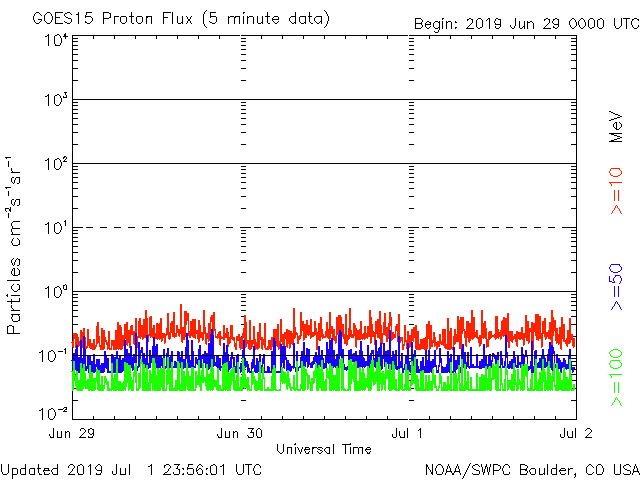 GOES15 Proton Flux (5 minute data)
Begin: 2019 Jun 29 0000 UTC
10⁴
10³
10²
10¹
10⁰
10⁻¹
10⁻²
Particles cm⁻²s⁻¹sr⁻¹
MeV
>=10
>=50
>=100
Jun 29
Jun 30
Jul 1
Jul 2
Universal Time
Updated 2019 Jul 1 23:56:01 UTC
NOAA/SWPC Boulder, CO USA